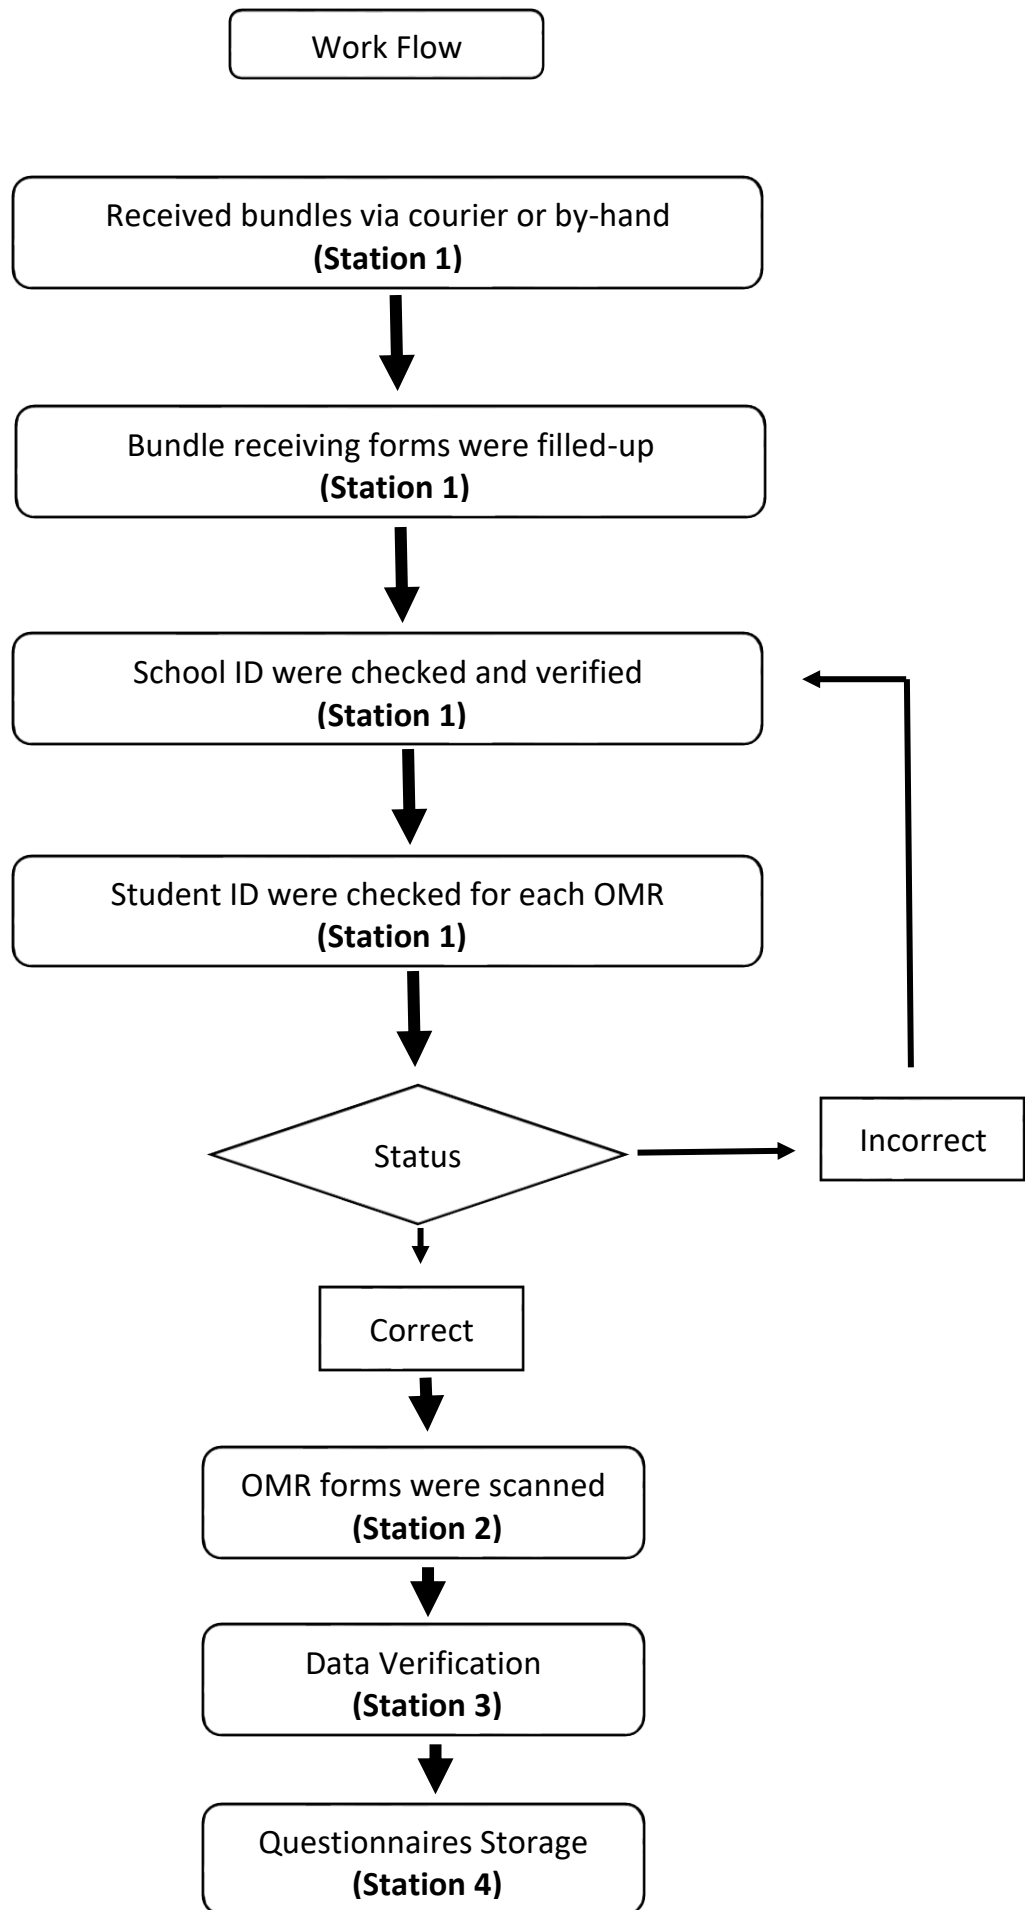 Work Flow
Received bundles via courier or by-hand
(Station 1)
Bundle receiving forms were filled-up
(Station 1)
School ID were checked and verified
(Station 1)
Student ID were checked for each OMR
(Station 1)
Status
Incorrect
Correct
OMR forms were scanned
(Station 2)
Data Verification
(Station 3)
Questionnaires Storage
(Station 4)